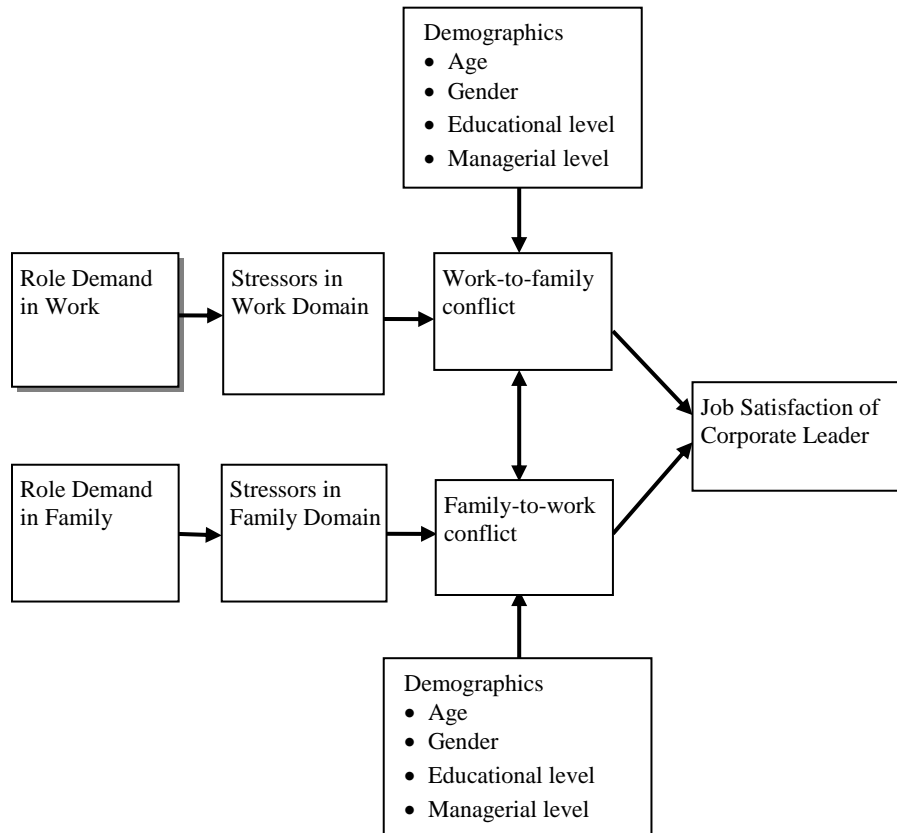 Demographics
• Age
• Gender
• Educational level
• Managerial level
Role Demand
in Work
Stressors in
Work Domain
Work-to-family
conflict
Job Satisfaction of
Corporate Leader
Role Demand
in Family
Stressors in
Family Domain
Family-to-work
conflict
Demographics
• Age
• Gender
• Educational level
• Managerial level